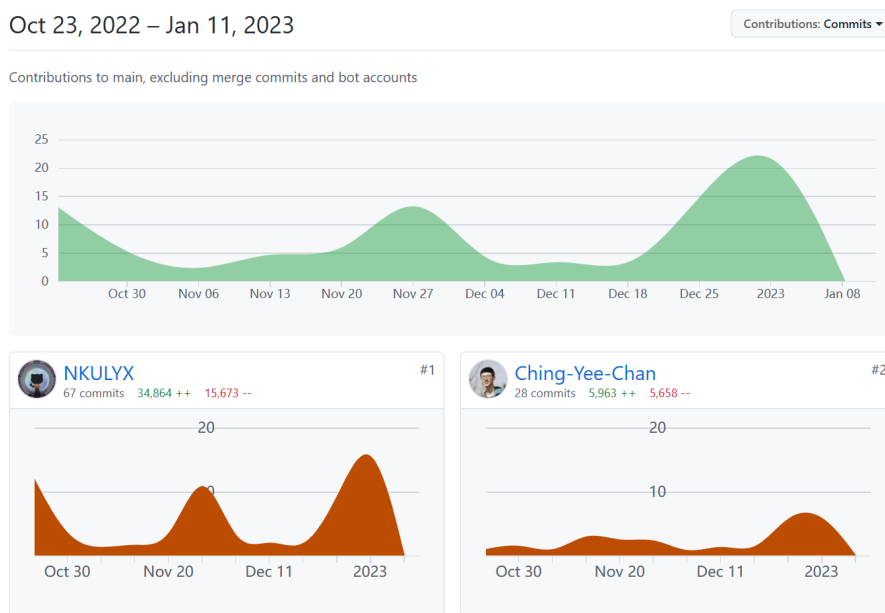 Oct 23, 2022 – Jan 11, 2023
Contributions: Commits
Contributions to main, excluding merge commits and bot accounts
25
20
15
10
5
0
Oct 30 Nov 06 Nov 13 Nov 20 Nov 27 Dec 04 Dec 11 Dec 18 Dec 25 2023 Jan 08
NKULYX #1
67 commits 34,864 ++ 15,673 --
20
Oct 30 Nov 20 Dec 11 2023
Ching-Yee-Chan #2
28 commits 5,963 ++ 5,658 --
20
10
Oct 30 Nov 20 Dec 11 2023